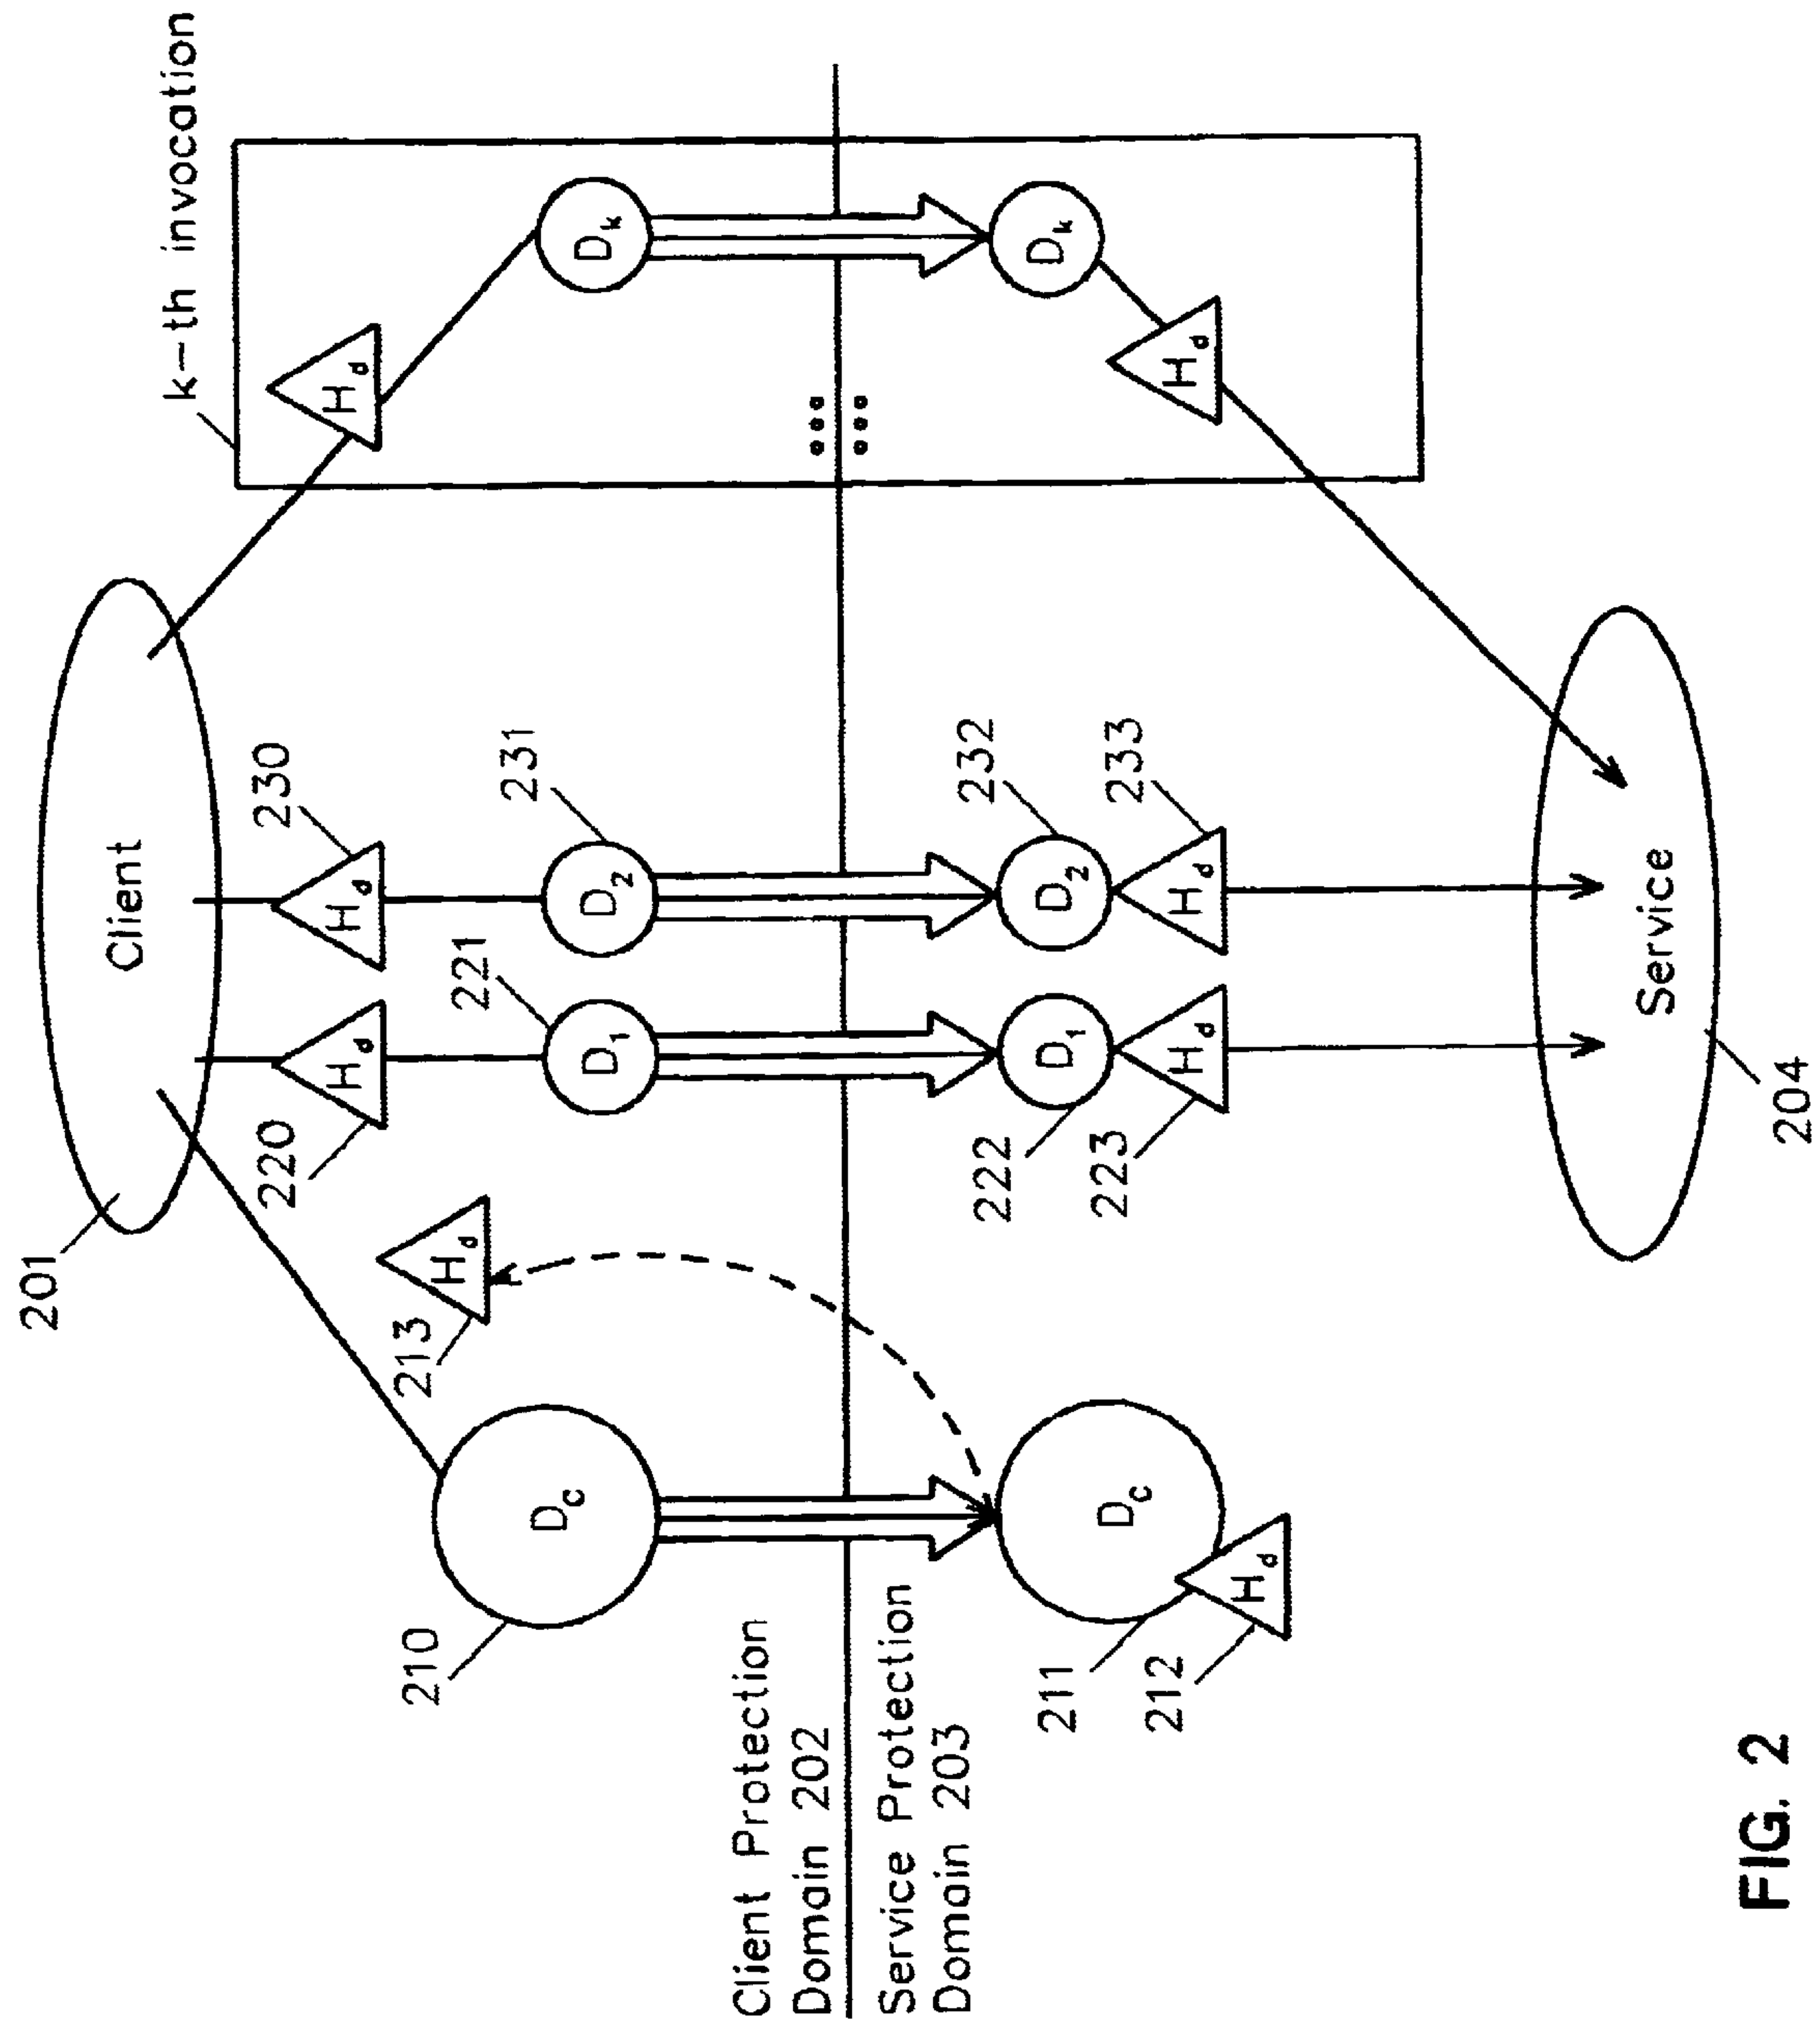 k-th invocation
Client
201
H_d
230
H_d
220
H_d
H_d
213
D_k
D_2
231
D_1
221
D_c
210
Client Protection
Domain 202
Service Protection
Domain 203
D_k
D_2
232
D_1
222
D_c
211
H_d
H_d
233
H_d
223
H_d
212
Service
204
FIG. 2